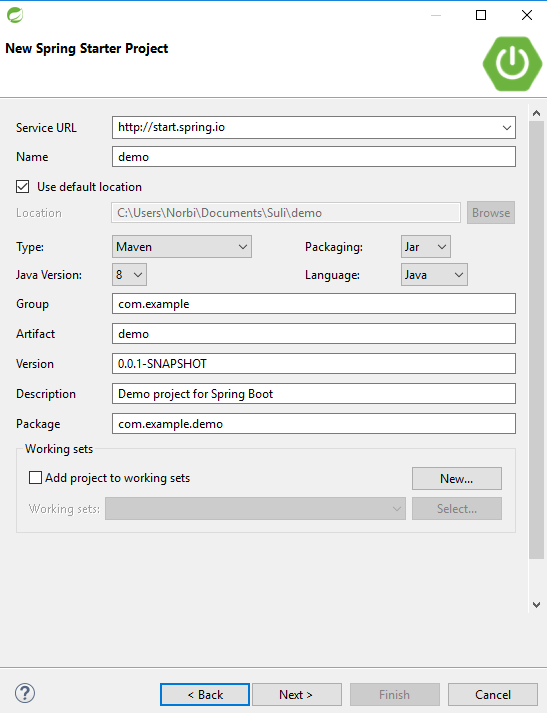 New Spring Starter Project
Service URL http://start.spring.io
Name demo
Use default location
Location C:\Users\Norbi\Documents\Suli\demo Browse
Type: Maven Packaging: Jar
Java Version: 8 Language: Java
Group com.example
Artifact demo
Version 0.0.1-SNAPSHOT
Description Demo project for Spring Boot
Package com.example.demo
Working sets
Add project to working sets New...
Working sets: Select...
? < Back Next > Finish Cancel